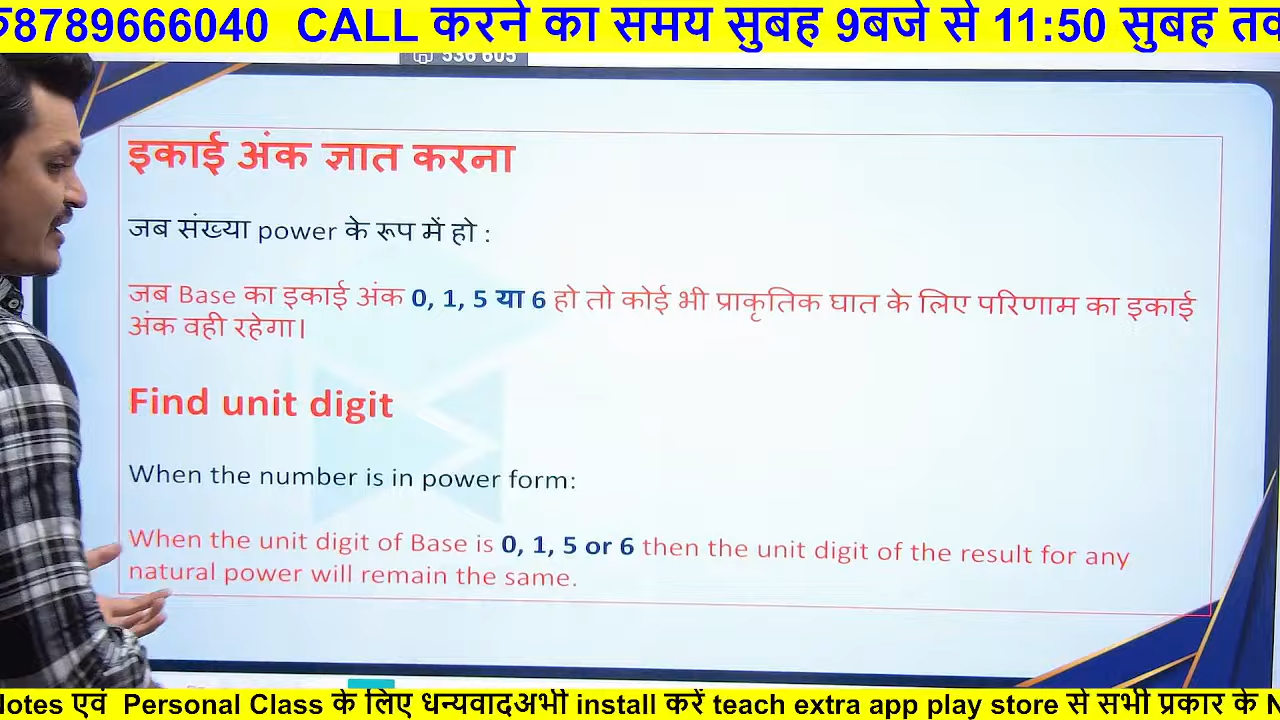 8789666040 CALL करने का समय सुबह 9बजे से 11:50 सुबह तक
536 605
इकाई अंक ज्ञात करना
जब संख्या power के रूप में हो :
जब Base का इकाई अंक 0, 1, 5 या 6 हो तो कोई भी प्राकृतिक घात के लिए परिणाम का इकाई
अंक वही रहेगा।
Find unit digit
When the number is in power form:
When the unit digit of Base is 0, 1, 5 or 6 then the unit digit of the result for any
natural power will remain the same.
Notes एवं Personal Class के लिए धन्यवादअभी install करें teach extra app play store से सभी प्रकार के N